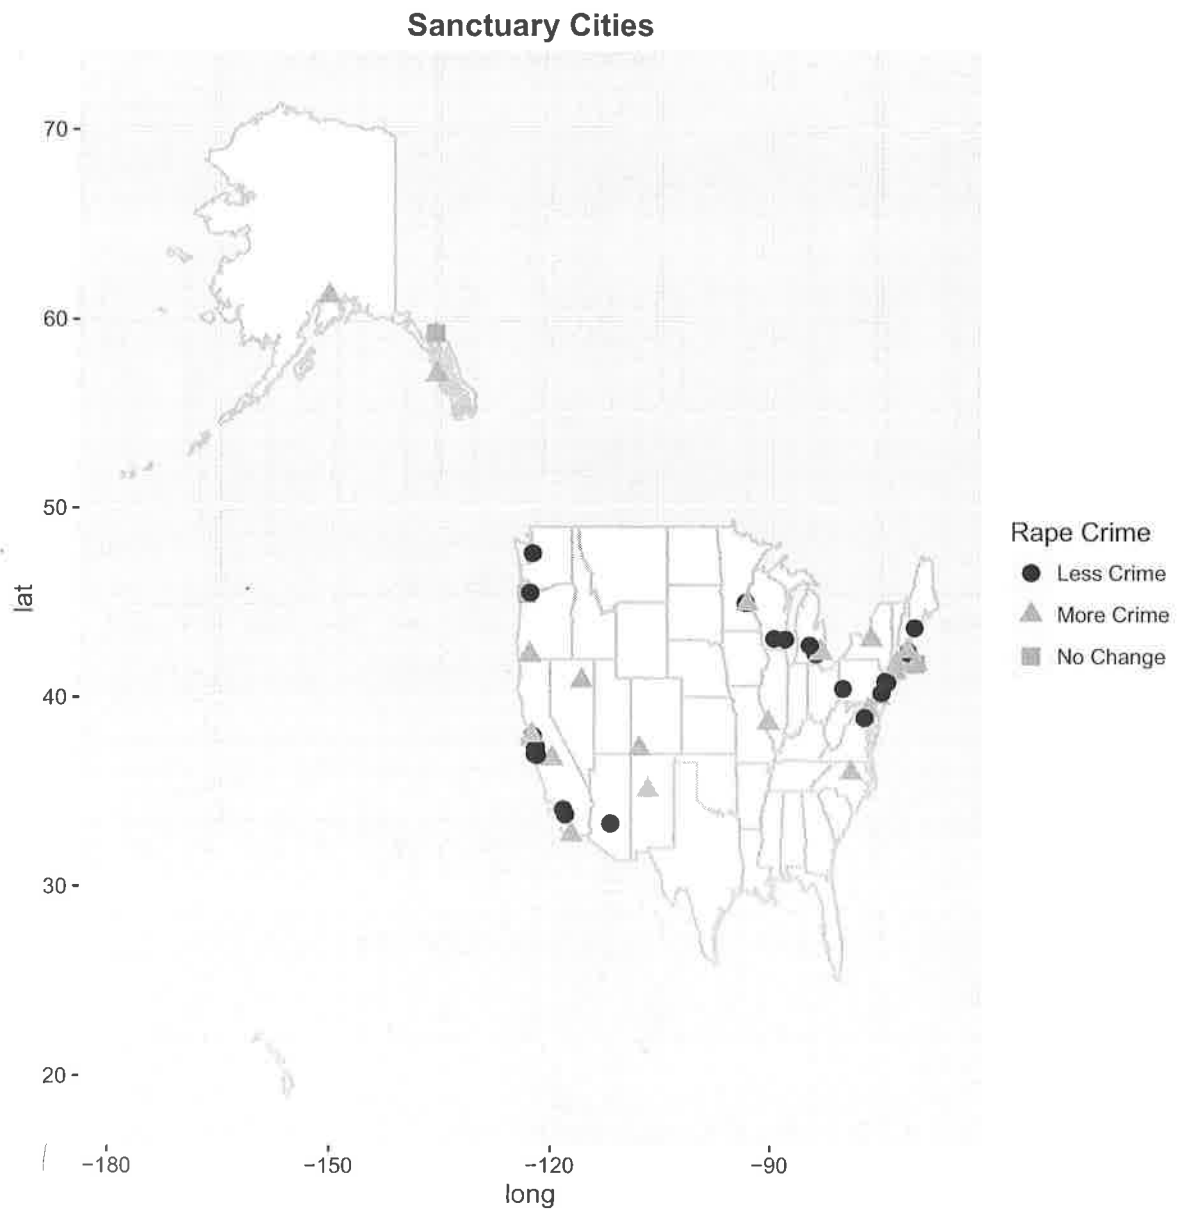 Sanctuary Cities
70
60
50
40
30
20
lat
−180
−150
−120
−90
long
Rape Crime
Less Crime
More Crime
No Change